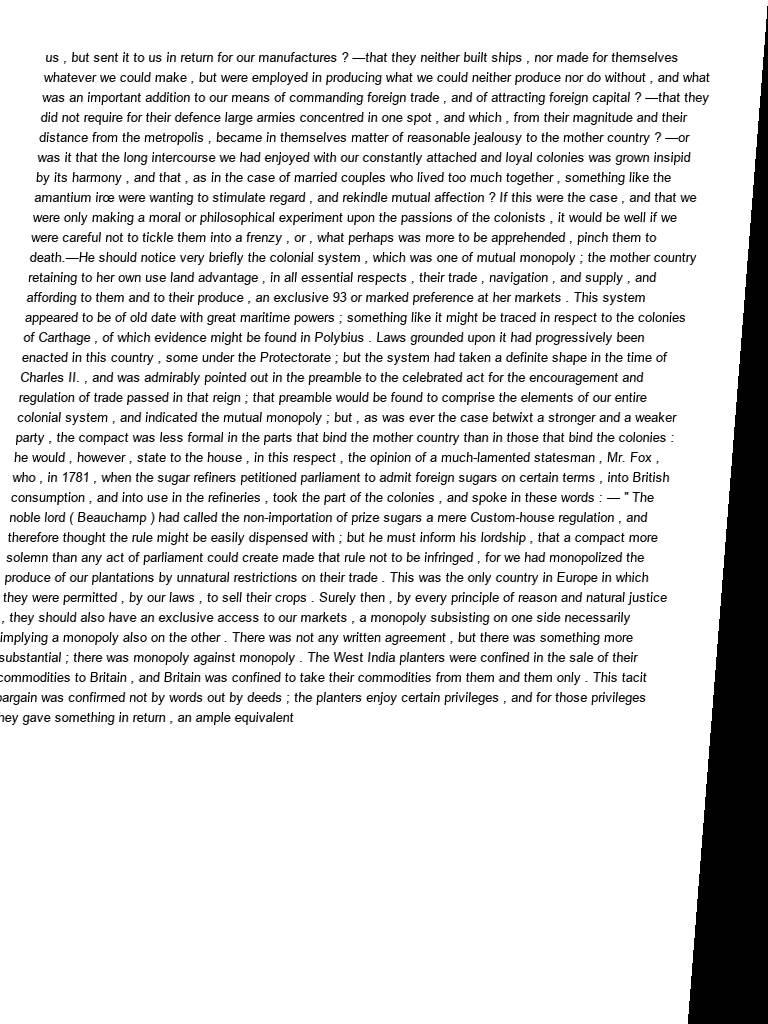 us , but sent it to us in return for our manufactures ? —that they neither built ships , nor made for themselves
whatever we could make , but were employed in producing what we could neither produce nor do without , and what
was an important addition to our means of commanding foreign trade , and of attracting foreign capital ? —that they
did not require for their defence large armies concentred in one spot , and which , from their magnitude and their
distance from the metropolis , became in themselves matter of reasonable jealousy to the mother country ? —or
was it that the long intercourse we had enjoyed with our constantly attached and loyal colonies was grown insipid
by its harmony , and that , as in the case of married couples who lived too much together , something like the
amantium irœ were wanting to stimulate regard , and rekindle mutual affection ? If this were the case , and that we
were only making a moral or philosophical experiment upon the passions of the colonists , it would be well if we
were careful not to tickle them into a frenzy , or , what perhaps was more to be apprehended , pinch them to
death.—He should notice very briefly the colonial system , which was one of mutual monopoly ; the mother country
retaining to her own use land advantage , in all essential respects , their trade , navigation , and supply , and
affording to them and to their produce , an exclusive 93 or marked preference at her markets . This system
appeared to be of old date with great maritime powers ; something like it might be traced in respect to the colonies
of Carthage , of which evidence might be found in Polybius . Laws grounded upon it had progressively been
enacted in this country , some under the Protectorate ; but the system had taken a definite shape in the time of
Charles II. , and was admirably pointed out in the preamble to the celebrated act for the encouragement and
regulation of trade passed in that reign ; that preamble would be found to comprise the elements of our entire
colonial system , and indicated the mutual monopoly ; but , as was ever the case betwixt a stronger and a weaker
party , the compact was less formal in the parts that bind the mother country than in those that bind the colonies :
he would , however , state to the house , in this respect , the opinion of a much-lamented statesman , Mr. Fox ,
who , in 1781 , when the sugar refiners petitioned parliament to admit foreign sugars on certain terms , into British
consumption , and into use in the refineries , took the part of the colonies , and spoke in these words : — " The
noble lord ( Beauchamp ) had called the non-importation of prize sugars a mere Custom-house regulation , and
therefore thought the rule might be easily dispensed with ; but he must inform his lordship , that a compact more
solemn than any act of parliament could create made that rule not to be infringed , for we had monopolized the
produce of our plantations by unnatural restrictions on their trade . This was the only country in Europe in which
they were permitted , by our laws , to sell their crops . Surely then , by every principle of reason and natural justice
, they should also have an exclusive access to our markets , a monopoly subsisting on one side necessarily
implying a monopoly also on the other . There was not any written agreement , but there was something more
substantial ; there was monopoly against monopoly . The West India planters were confined in the sale of their
commodities to Britain , and Britain was confined to take their commodities from them and them only . This tacit
bargain was confirmed not by words out by deeds ; the planters enjoy certain privileges , and for those privileges
they gave something in return , an ample equivalent